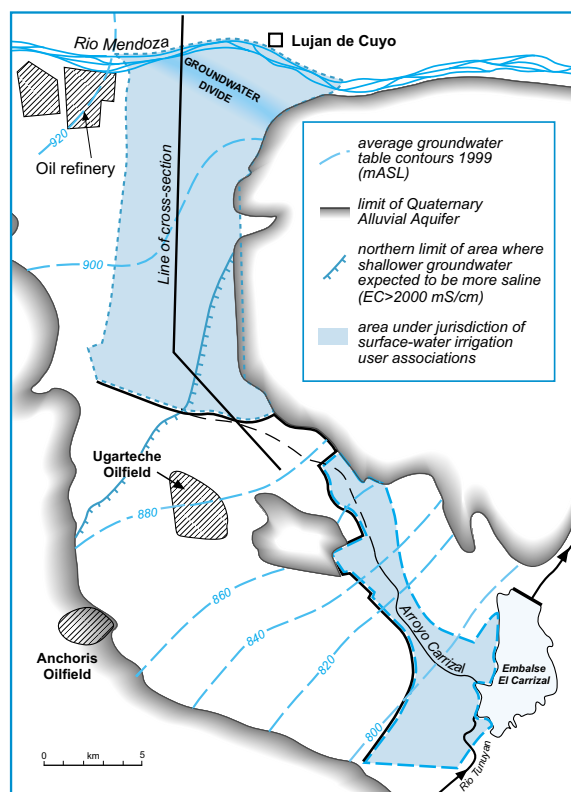 Rio Mendoza
Lujan de Cuyo
GROUNDWATER
DIVIDE
920
Oil refinery
Line of cross-section
900
average groundwater
table contours 1999
(mASL)
limit of Quaternary
Alluvial Aquifer
northern limit of area where
shallower groundwater
expected to be more saline
(EC>2000 mS/cm)
area under jurisdiction of
surface-water irrigation
user associations
Ugarteche
Oilfield
880
860
840
820
800
Anchoris
Oilfield
Arroyo Carrizal
Embalse
El Carrizal
Rio Tunuyan
0 km 5